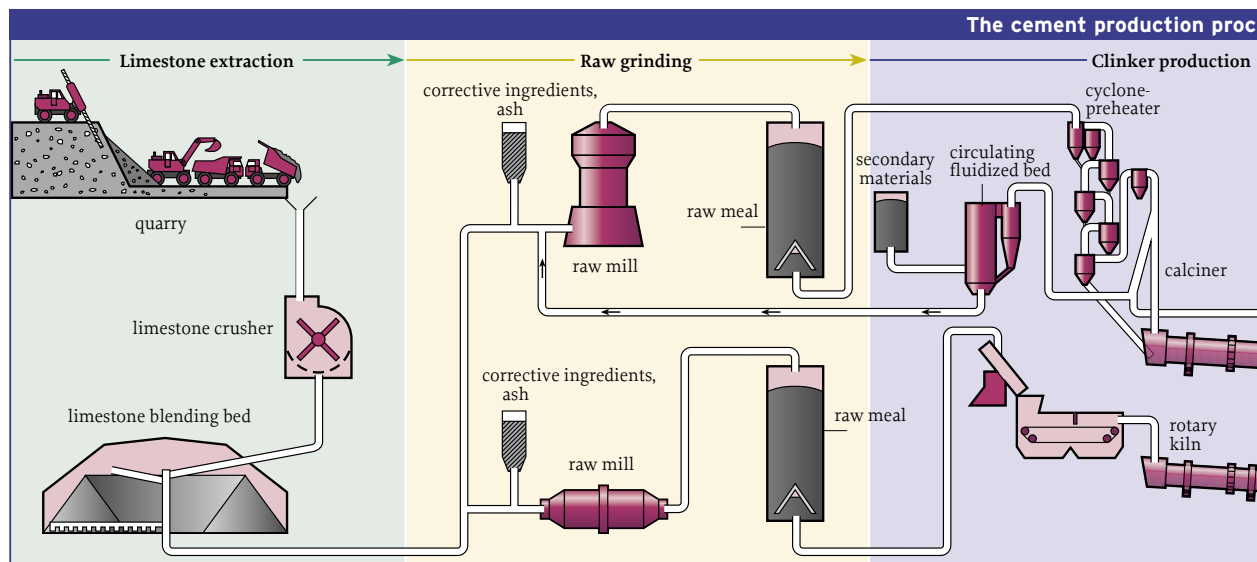 The cement production proc
Limestone extraction
Raw grinding
Clinker production
corrective ingredients,
ash
cyclone-
preheater
secondary
materials
circulating
fluidized bed
quarry
raw meal
raw mill
calciner
limestone crusher
corrective ingredients,
ash
limestone blending bed
raw meal
raw mill
rotary
kiln